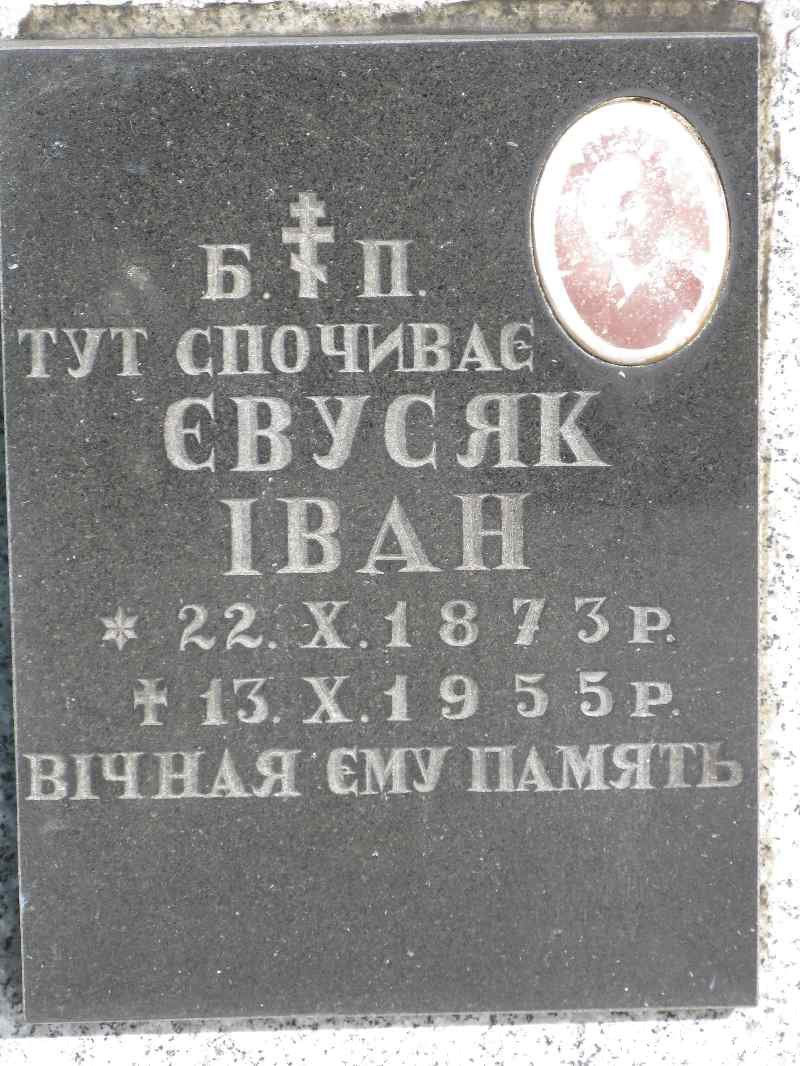 Б. П.
ТУТ СПОЧИВАЄ
ЄВУСЯК
ІВАН
* 22. X. 1873 Р.
† 13. X. 1955 Р.
ВІЧНАЯ ЄМУ ПАМЯТЬ